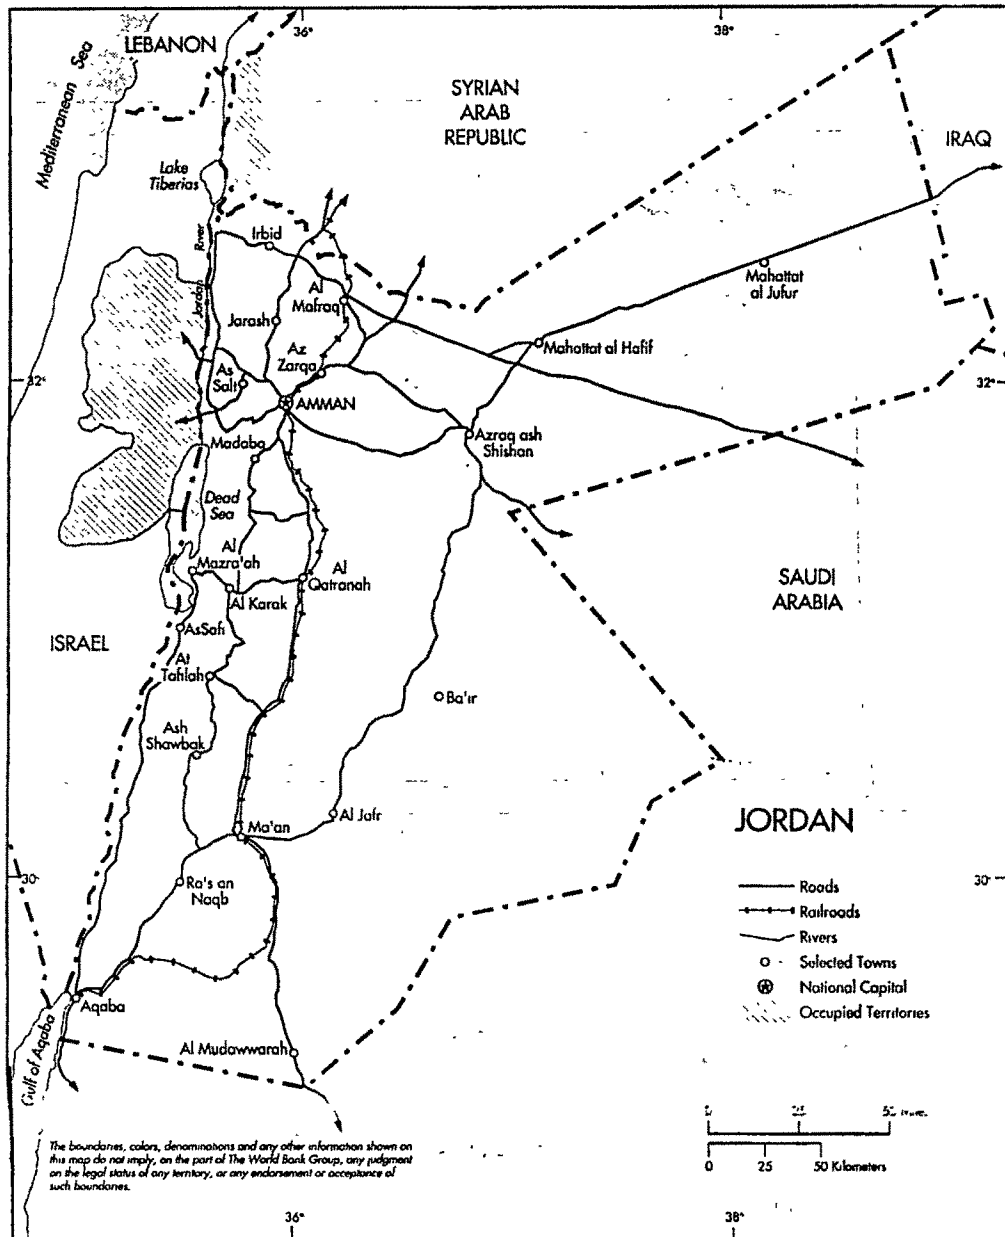 36°
38°
LEBANON
Mediterranean Sea
SYRIAN
ARAB
REPUBLIC
IRAQ
Lake
Tiberias
Irbid
River
Jordan
Al
Mafraq
Mahattat
al Jufur
Jarash
Az
Zarqa
Mahattat al Hafif
32°
As
Salt
32°
AMMAN
Madaba
Azraq ash
Shishan
Dead
Sea
Al
Mazra'ah
Al
Qatranah
SAUDI
ARABIA
Al Karak
ISRAEL
AsSafi
At
Tafilah
Ba'ir
Ash
Shawbak
Al Jafr
Ma'an
JORDAN
30°
Ra's an
Naqb
30°
Roads
Railroads
Rivers
Selected Towns
National Capital
Occupied Territories
Aqaba
Gulf of Aqaba
Al Mudawwarah
0 25 50 Miles
0 25 50 Kilometers
The boundaries, colors, denominations and any other information shown on
this map do not imply, on the part of The World Bank Group, any judgment
on the legal status of any territory, or any endorsement or acceptance of
such boundaries.
36°
38°